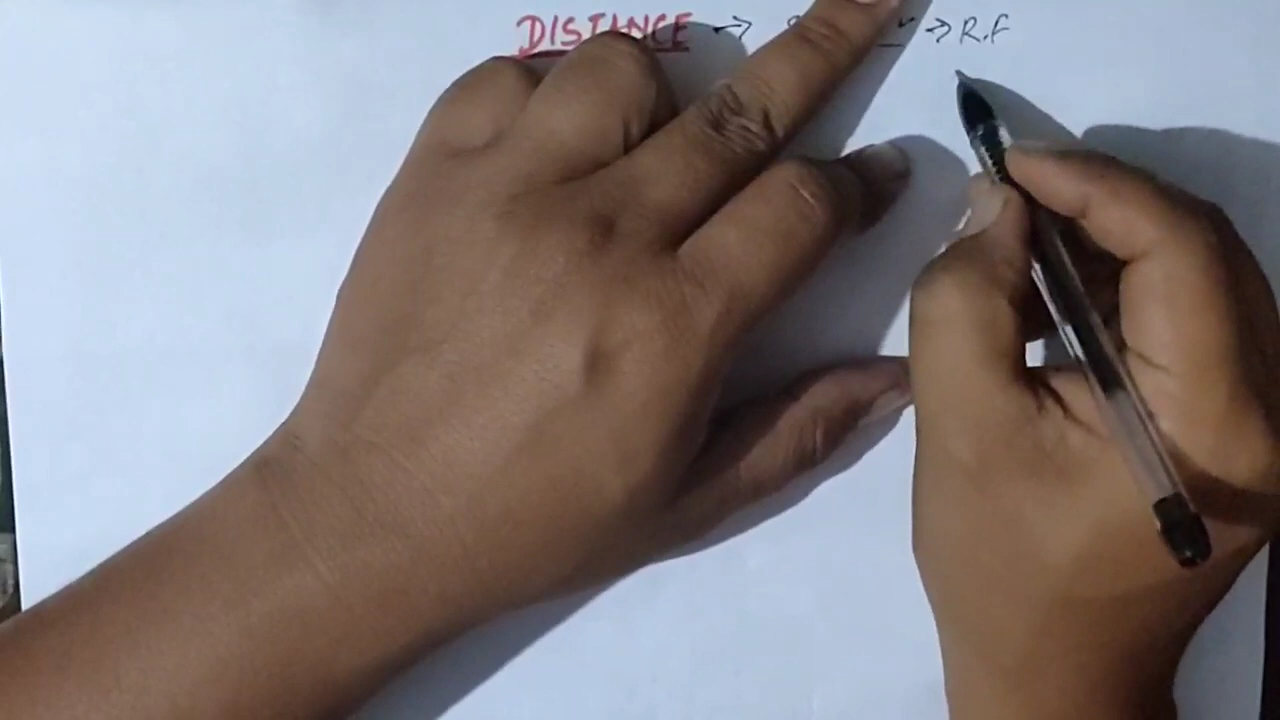 DISTANCE → → R.F